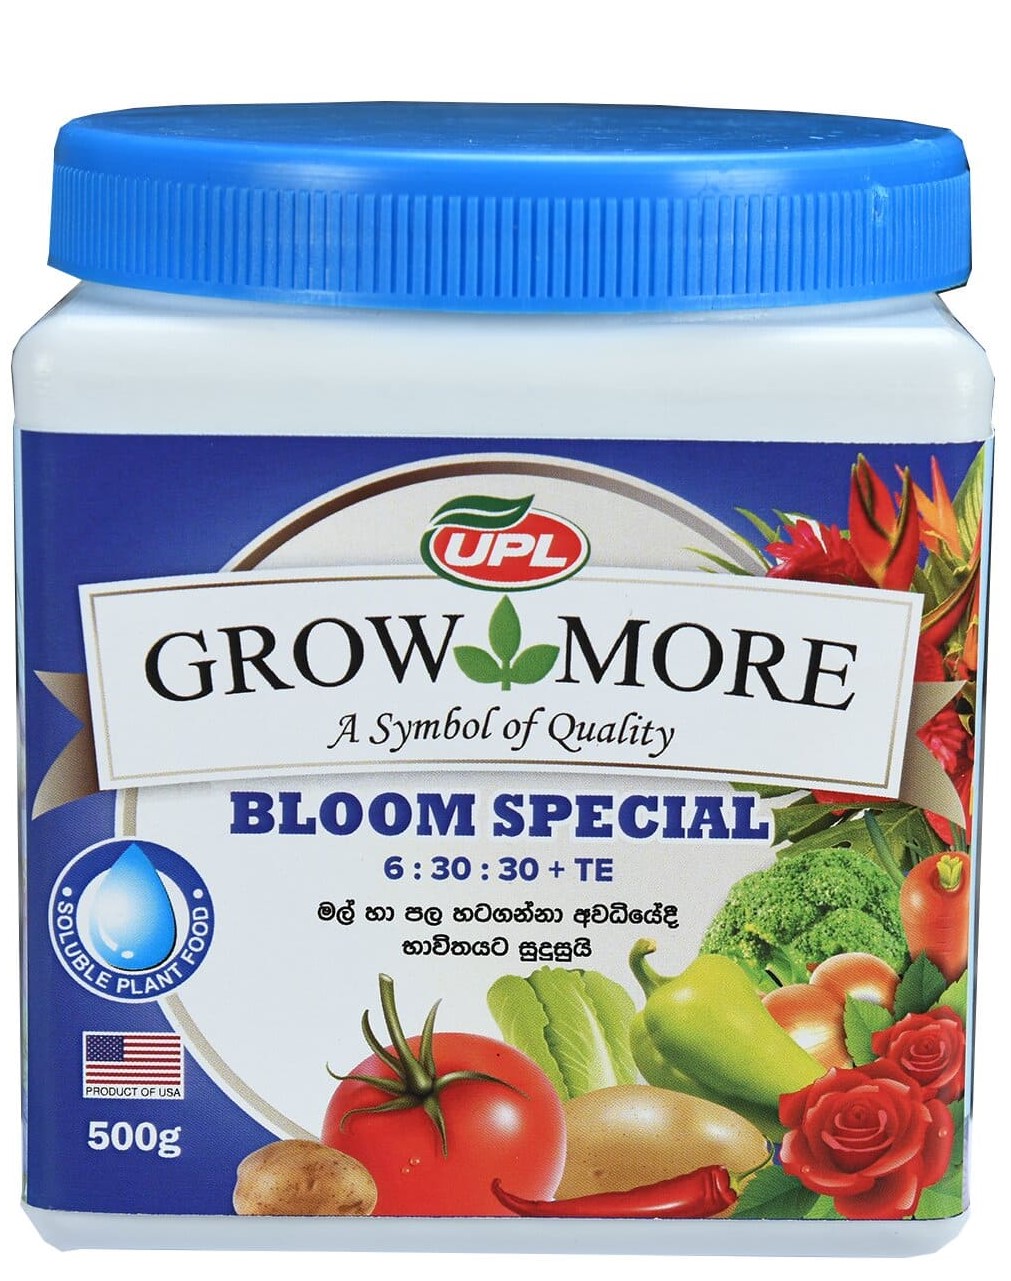 UPL
GROW MORE
A Symbol of Quality
BLOOM SPECIAL
6 : 30 : 30 + TE
මල් හා පල හටගන්නා අවධියේදී
භාවිතයට සුදුසුයි
• SOLUBLE PLANT FOOD •
PRODUCT OF USA
500g